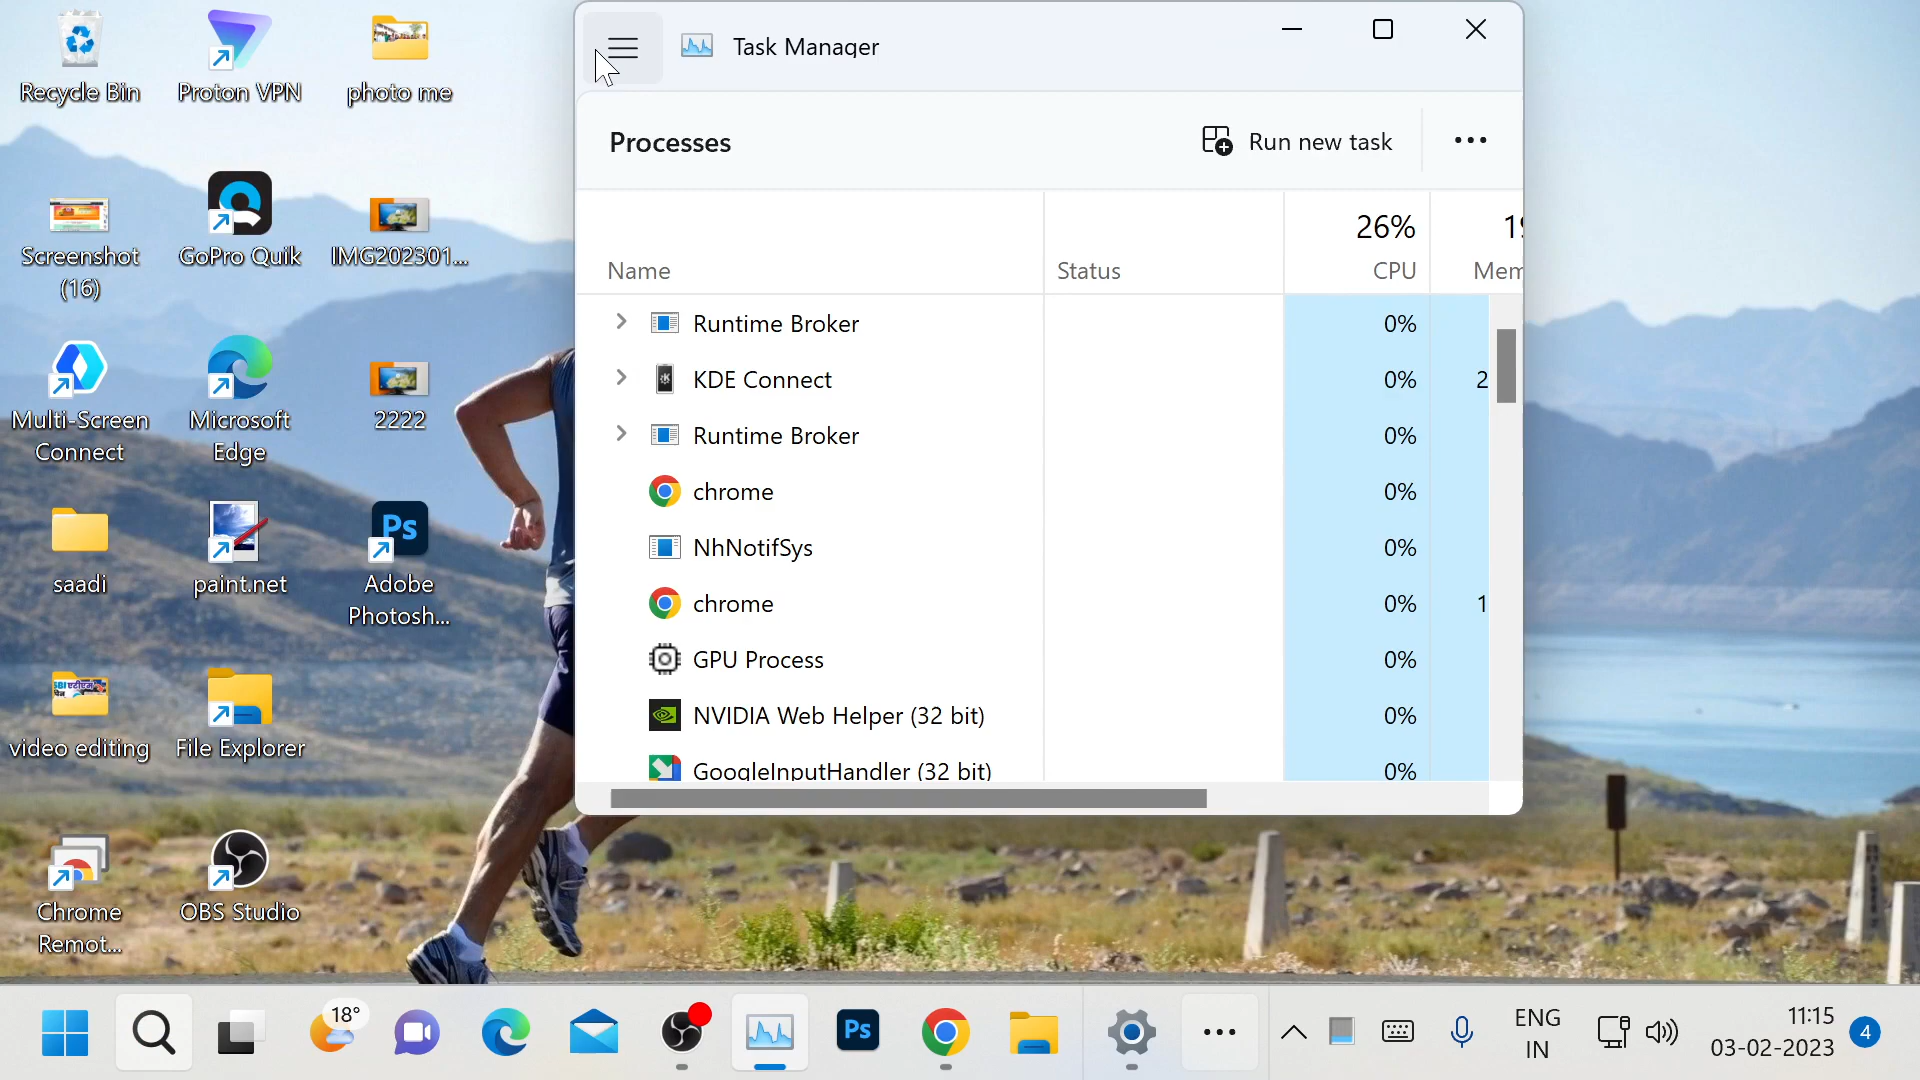 Recycle Bin
Proton VPN
photo me
Screenshot
(16)
GoPro Quik
IMG202301...
Multi-Screen
Connect
Microsoft
Edge
2222
saadi
paint.net
Ps
Adobe
Photosh...
video editing
File Explorer
Chrome
Remot...
OBS Studio
Task Manager
Processes
Run new task
26%
Name
Status
CPU
Mem
Runtime Broker
0%
KDE Connect
0%
2
Runtime Broker
0%
chrome
0%
NhNotifSys
0%
chrome
0%
1
GPU Process
0%
NVIDIA Web Helper (32 bit)
0%
GoogleInputHandler (32 bit)
0%
18°
Ps
ENG
IN
11:15
03-02-2023
4